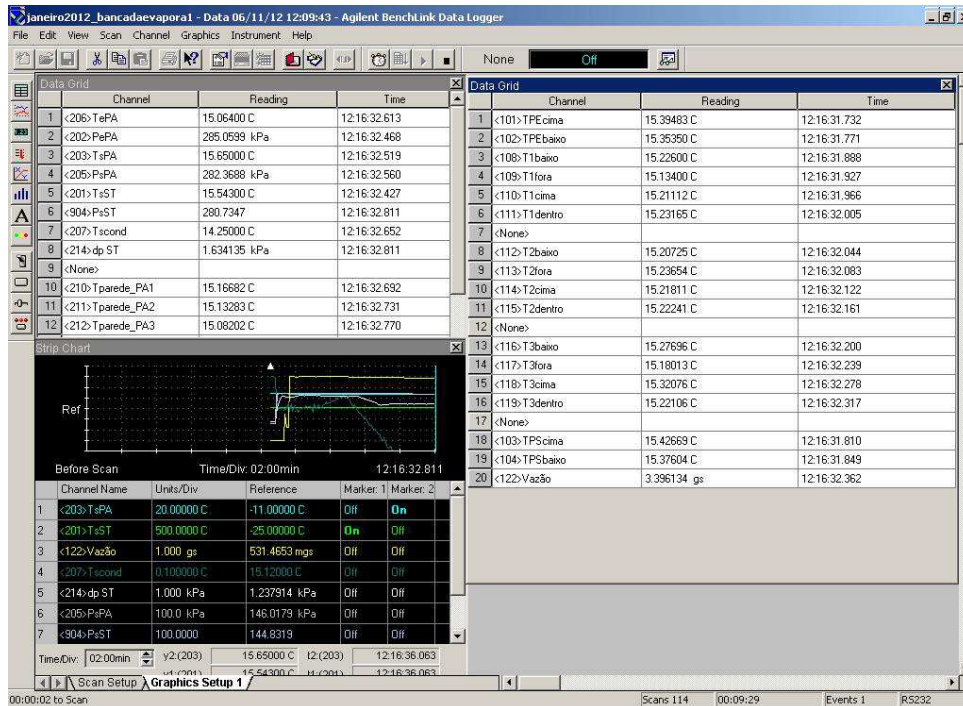 janeiro2012_bancadaevapora1 - Data 06/11/12 12:09:43 - Agilent BenchLink Data Logger
File Edit View Scan Channel Graphics Instrument Help
None Off
Data Grid
Channel Reading Time
1 <206>TePA 15.06400 C 12:16:32.613
2 <202>PePA 285.0599 kPa 12:16:32.468
3 <203>TsPA 15.65000 C 12:16:32.519
4 <205>PsPA 282.3688 kPa 12:16:32.560
5 <201>TsST 15.54300 C 12:16:32.427
6 <904>PsST 280.7347 12:16:32.811
7 <207>Tscond 14.25000 C 12:16:32.652
8 <214>dp ST 1.634135 kPa 12:16:32.811
9 <None>
10 <210>Tparede_PA1 15.16682 C 12:16:32.692
11 <211>Tparede_PA2 15.13283 C 12:16:32.731
12 <212>Tparede_PA3 15.08202 C 12:16:32.770
Data Grid
Channel Reading Time
1 <101>TPEcima 15.39483 C 12:16:31.732
2 <102>TPEbaixo 15.35350 C 12:16:31.771
3 <108>T1baixo 15.22600 C 12:16:31.888
4 <109>T1fora 15.13400 C 12:16:31.927
5 <110>T1cima 15.21112 C 12:16:31.966
6 <111>T1dentro 15.23165 C 12:16:32.005
7 <None>
8 <112>T2baixo 15.20725 C 12:16:32.044
9 <113>T2fora 15.23654 C 12:16:32.083
10 <114>T2cima 15.21811 C 12:16:32.122
11 <115>T2dentro 15.22241 C 12:16:32.161
12 <None>
13 <116>T3baixo 15.27696 C 12:16:32.200
14 <117>T3fora 15.18013 C 12:16:32.239
15 <118>T3cima 15.32076 C 12:16:32.278
16 <119>T3dentro 15.22106 C 12:16:32.317
17 <None>
18 <103>TPScima 15.42669 C 12:16:31.810
19 <104>TPSbaixo 15.37604 C 12:16:31.849
20 <122>Vazão 3.396134 gs 12:16:32.362
Strip Chart
Ref
Before Scan Time/Div: 02:00min 12:16:32.811
Channel Name Units/Div Reference Marker: 1 Marker: 2
1 <203>TsPA 20.00000 C -11.00000 C Off On
2 <201>TsST 500.0000 C -25.00000 C On Off
3 <122>Vazão 1.000 gs 531.4653 mgs Off Off
4 <207>Tscond 0.100000 C 15.12000 C Off Off
5 <214>dp ST 1.000 kPa 1.237914 kPa Off Off
6 <205>PsPA 100.0 kPa 146.0179 kPa Off Off
7 <904>PsST 100.0000 144.8319 Off Off
Time/Div: 02:00min y2:(203) 15.65000 C t2:(203) 12:16:36.063
y1:(201) 15.54300 C t1:(201) 12:16:36.063
Scan Setup Graphics Setup 1
00:00:02 to Scan Scans 114 00:09:29 Events 1 RS232